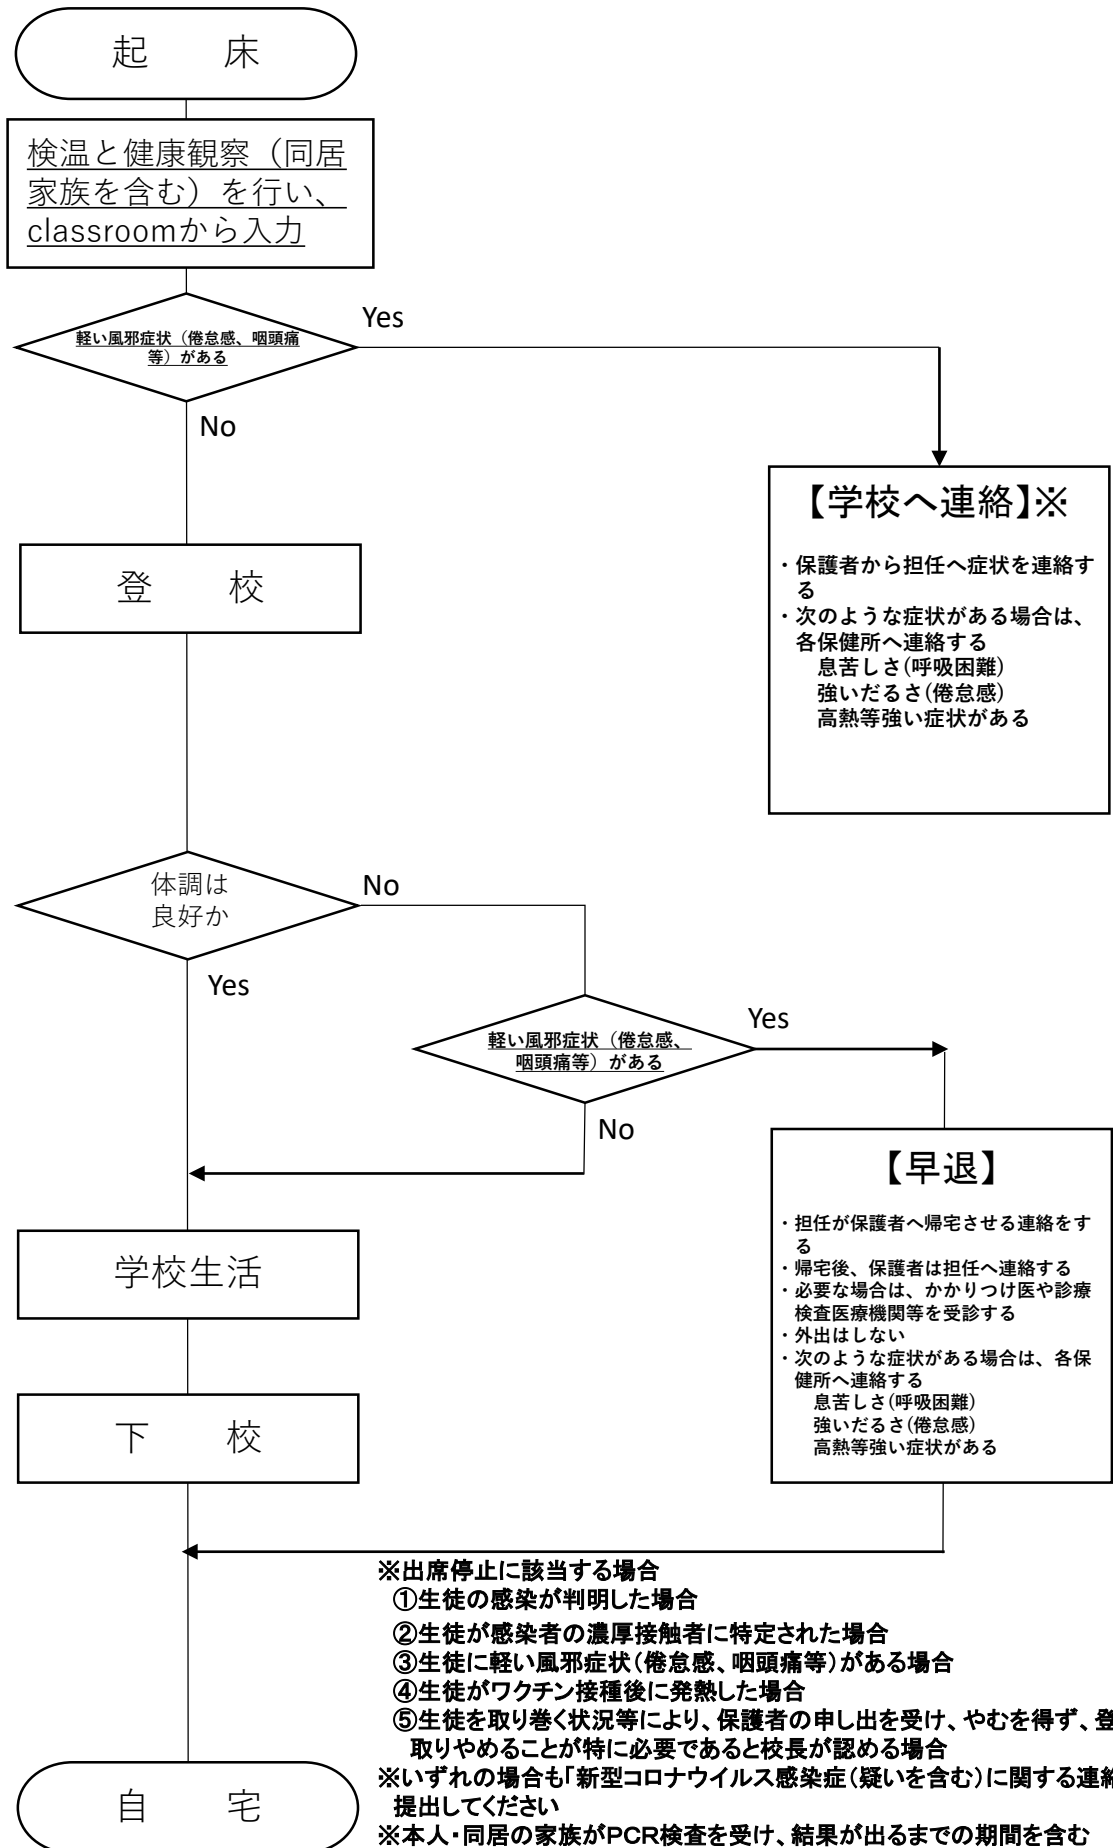 起　床
検温と健康観察（同居
家族を含む）を行い、
classroomから入力
軽い風邪症状（倦怠感、咽頭痛
等）がある
Yes
No
【学校へ連絡】※
・保護者から担任へ症状を連絡す
る
・次のような症状がある場合は、
各保健所へ連絡する
息苦しさ(呼吸困難)
強いだるさ(倦怠感)
高熱等強い症状がある
登　校
体調は
良好か
No
Yes
軽い風邪症状（倦怠感、
咽頭痛等）がある
Yes
No
【早退】
・担任が保護者へ帰宅させる連絡をす
る
・帰宅後、保護者は担任へ連絡する
・必要な場合は、かかりつけ医や診療
検査医療機関等を受診する
・外出はしない
・次のような症状がある場合は、各保
健所へ連絡する
息苦しさ(呼吸困難)
強いだるさ(倦怠感)
高熱等強い症状がある
学校生活
下　校
※出席停止に該当する場合
①生徒の感染が判明した場合
②生徒が感染者の濃厚接触者に特定された場合
③生徒に軽い風邪症状（倦怠感、咽頭痛等）がある場合
④生徒がワクチン接種後に発熱した場合
⑤生徒を取り巻く状況等により、保護者の申し出を受け、やむを得ず、登
取りやめることが特に必要であると校長が認める場合
※いずれの場合も「新型コロナウイルス感染症（疑いを含む）に関する連絡
提出してください
※本人・同居の家族がPCR検査を受け、結果が出るまでの期間を含む
自　宅